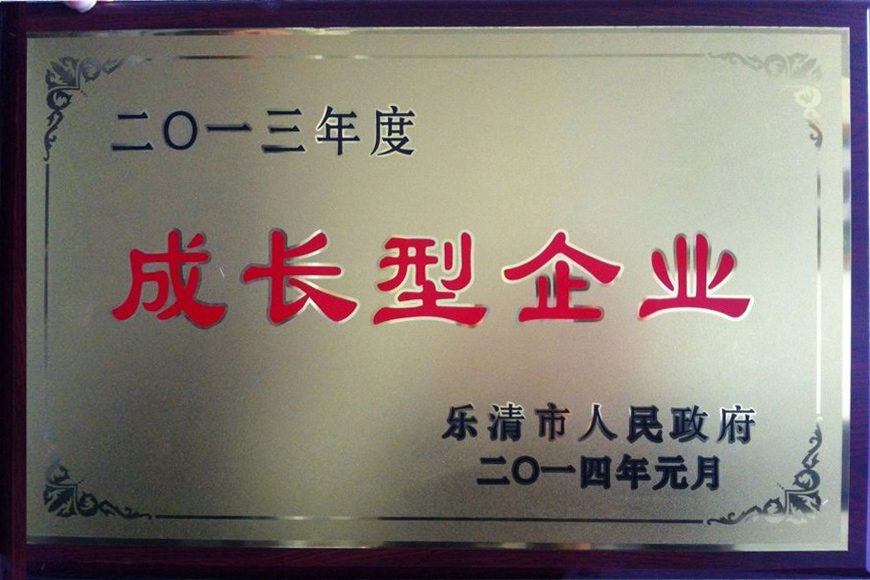 二〇一三年度
成长型企业
乐清市人民政府
二〇一四年元月